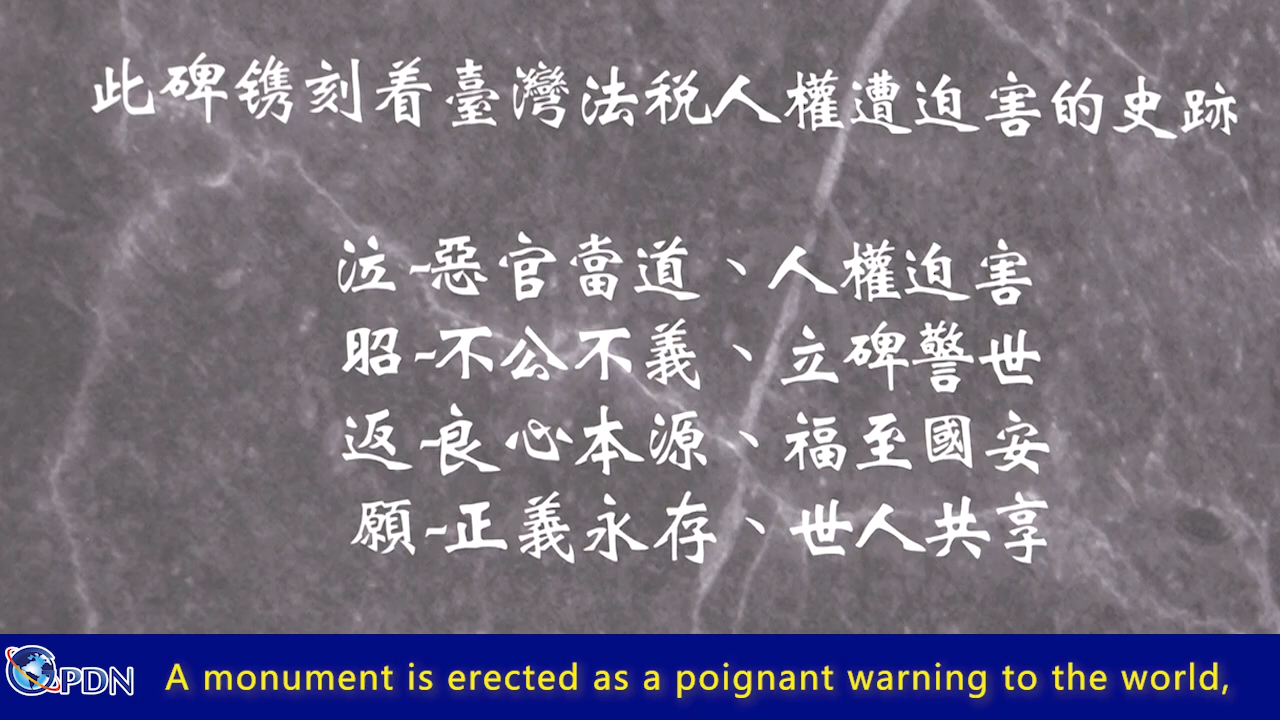 此碑镌刻着臺灣法税人權遭迫害的史跡
泣~惡官當道、人權迫害
昭~不公不義、立碑警世
返~良心本源、福至國安
願~正義永存、世人共享
PDN
A monument is erected as a poignant warning to the world,